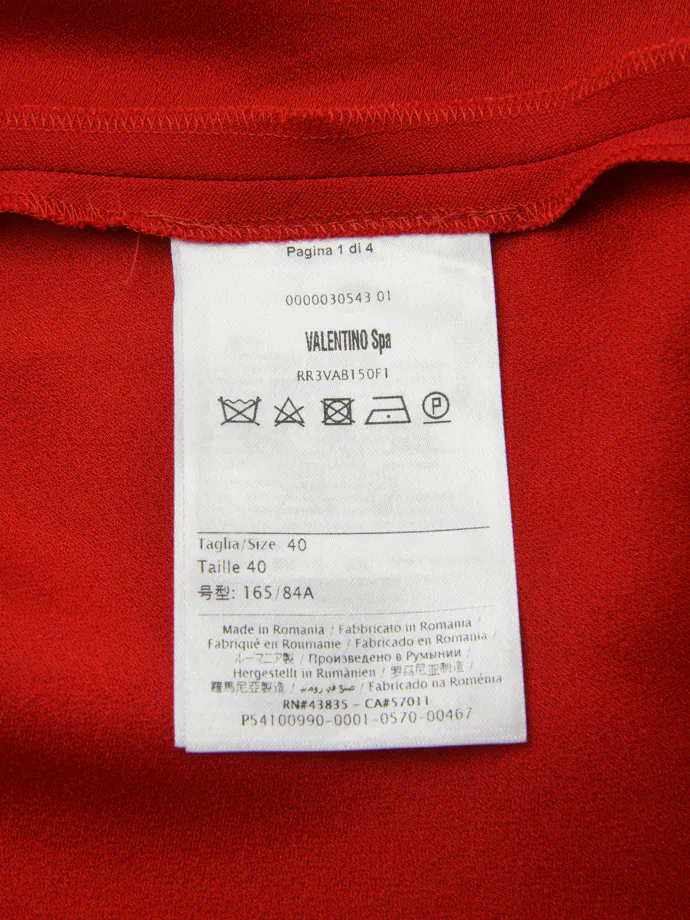 Pagina 1 di 4
0000030543 01
VALENTINO Spa
RR3VAB150F1
P
Taglia/Size 40
Taille 40
号型: 165/84A
Made in Romania / Fabbricato in Romania /
Fabriqué en Roumanie / Fabricado en Romania /
ルーマニア製 / Произведено в Румынии /
Hergestellt in Rumänien / 罗马尼亚制造 /
羅馬尼亞製造 / صنع في رومانيا / Fabricado na Roménia
RN#43835 - CA#57011
P54100990-0001-0570-00467